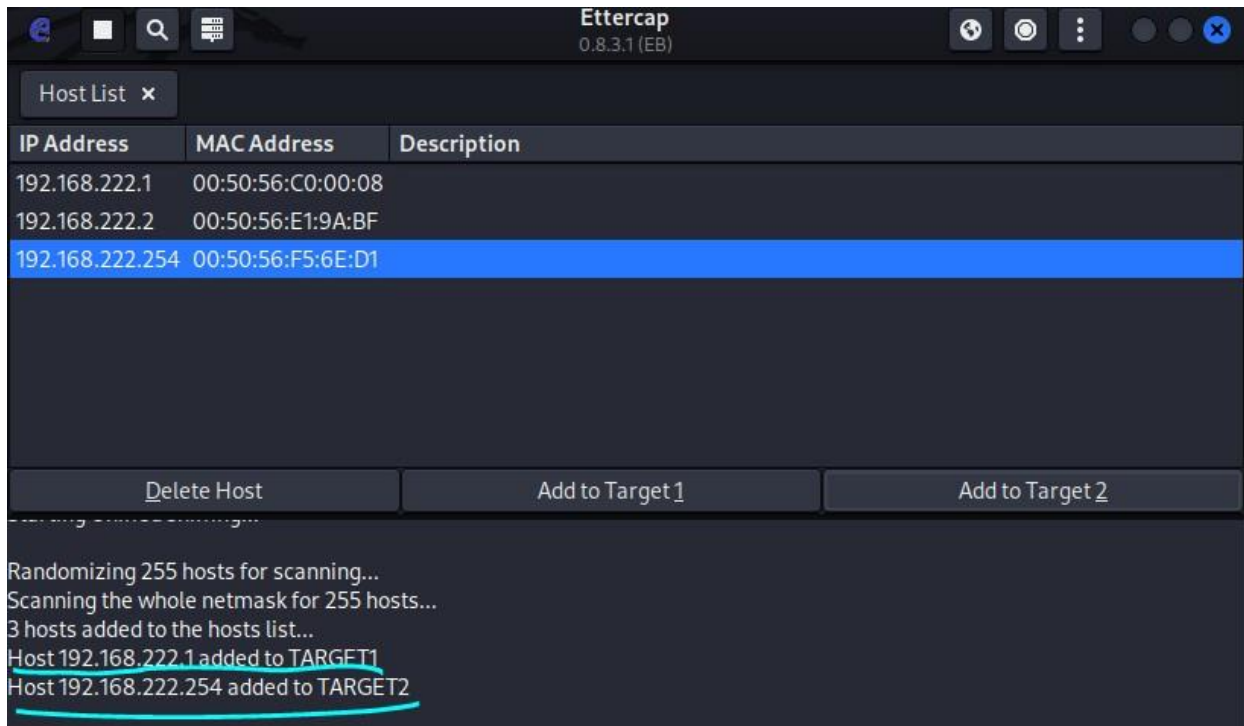 Ettercap
0.8.3.1 (EB)
Host List ×
IP Address MAC Address Description
192.168.222.1 00:50:56:C0:00:08
192.168.222.2 00:50:56:E1:9A:BF
192.168.222.254 00:50:56:F5:6E:D1
Delete Host Add to Target 1 Add to Target 2
Randomizing 255 hosts for scanning...
Scanning the whole netmask for 255 hosts...
3 hosts added to the hosts list...
Host 192.168.222.1 added to TARGET1
Host 192.168.222.254 added to TARGET2